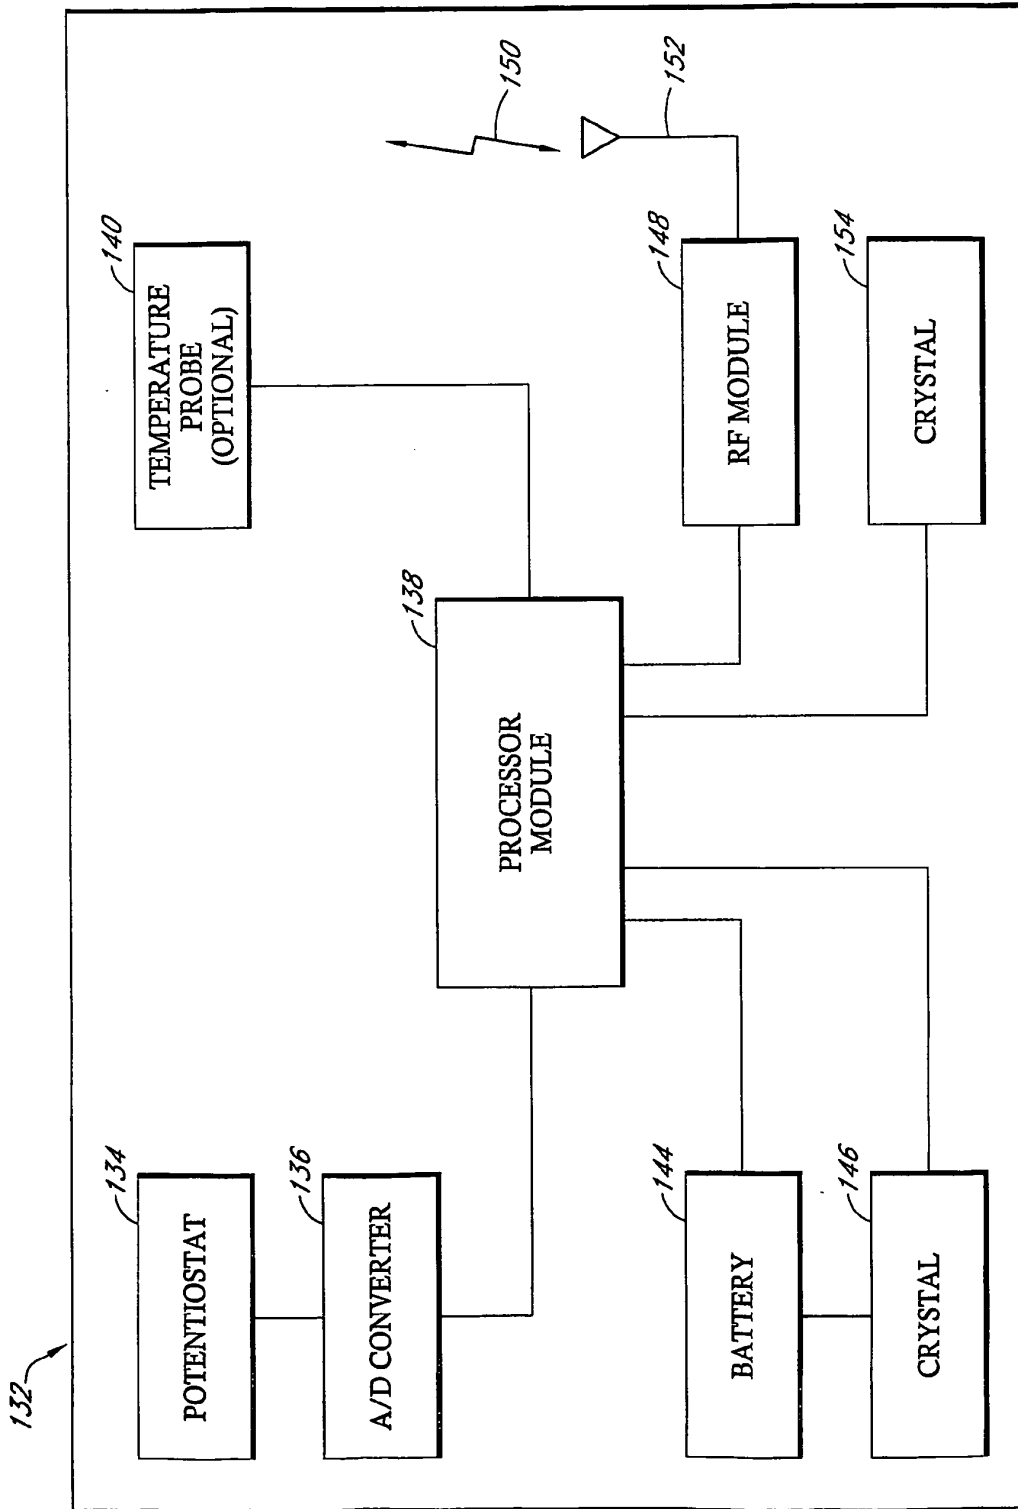 132
134
POTENTIOSTAT
136
A/D CONVERTER
138
PROCESSOR
MODULE
140
TEMPERATURE
PROBE
(OPTIONAL)
144
BATTERY
146
CRYSTAL
148
RF MODULE
150
152
154
CRYSTAL